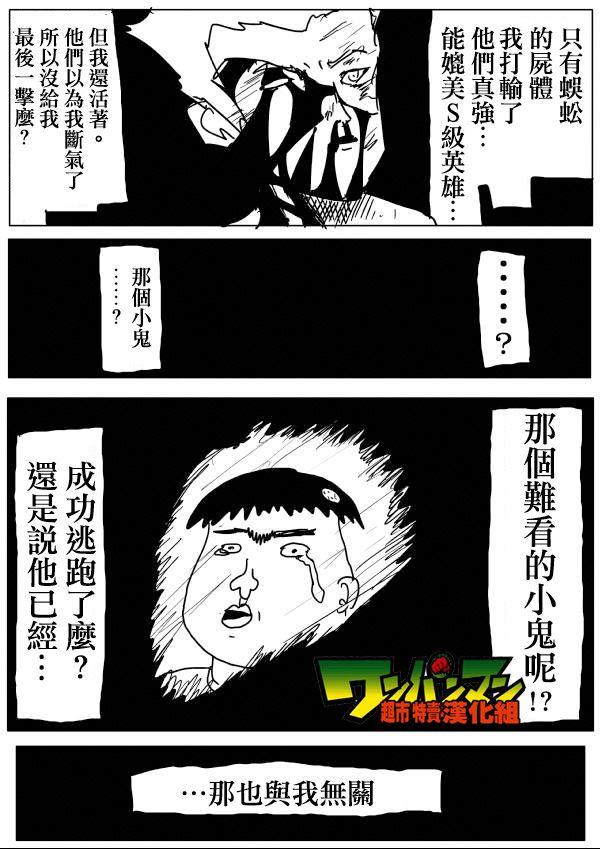 只有蜈蚣
的屍體
我打輸了
他們真強…
能媲美S級英雄…
但我還活著。
他們以為我斷氣了
所以沒給我
最後一擊麼？
……？
那個小鬼
……？
那個難看的小鬼呢!?
成功逃跑了麼？
還是說他已經…
ワンパンマン
超市特賣漢化組
…那也與我無關